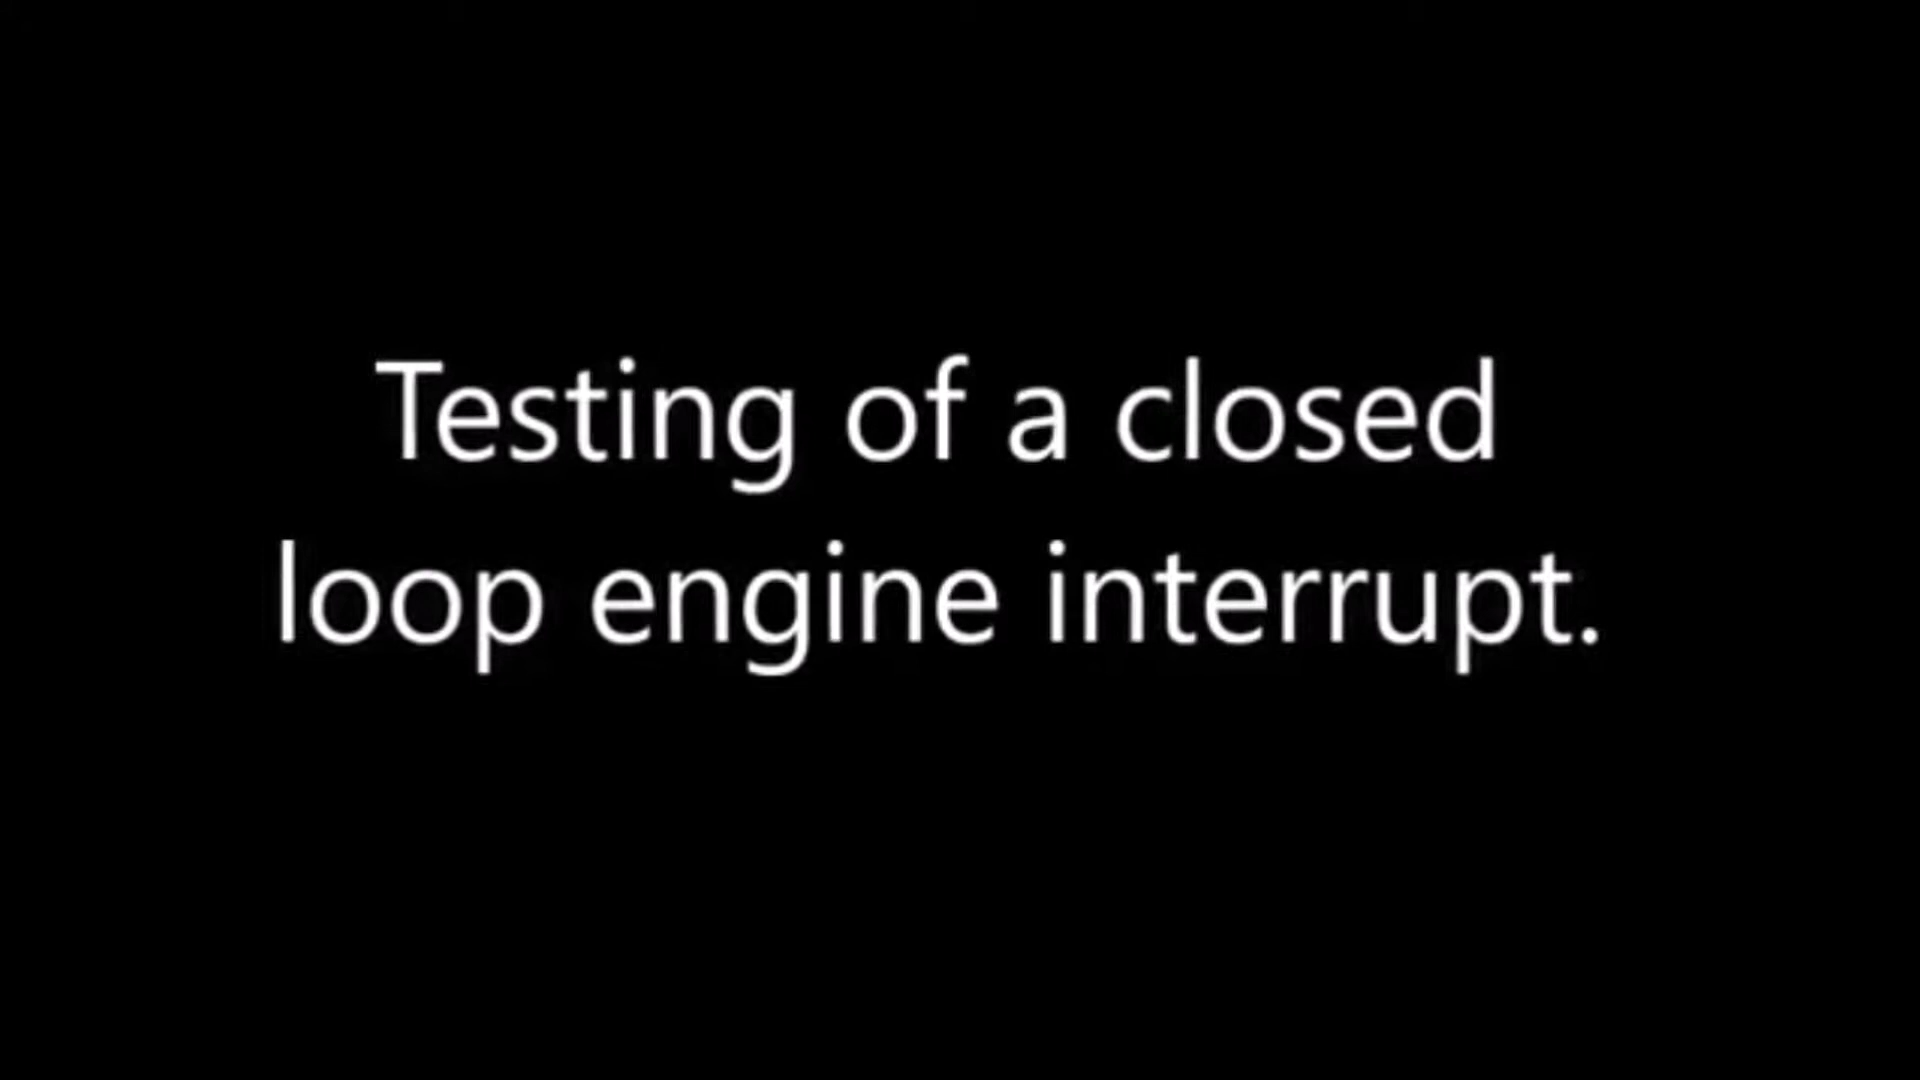 Testing of a closed
loop engine interrupt.